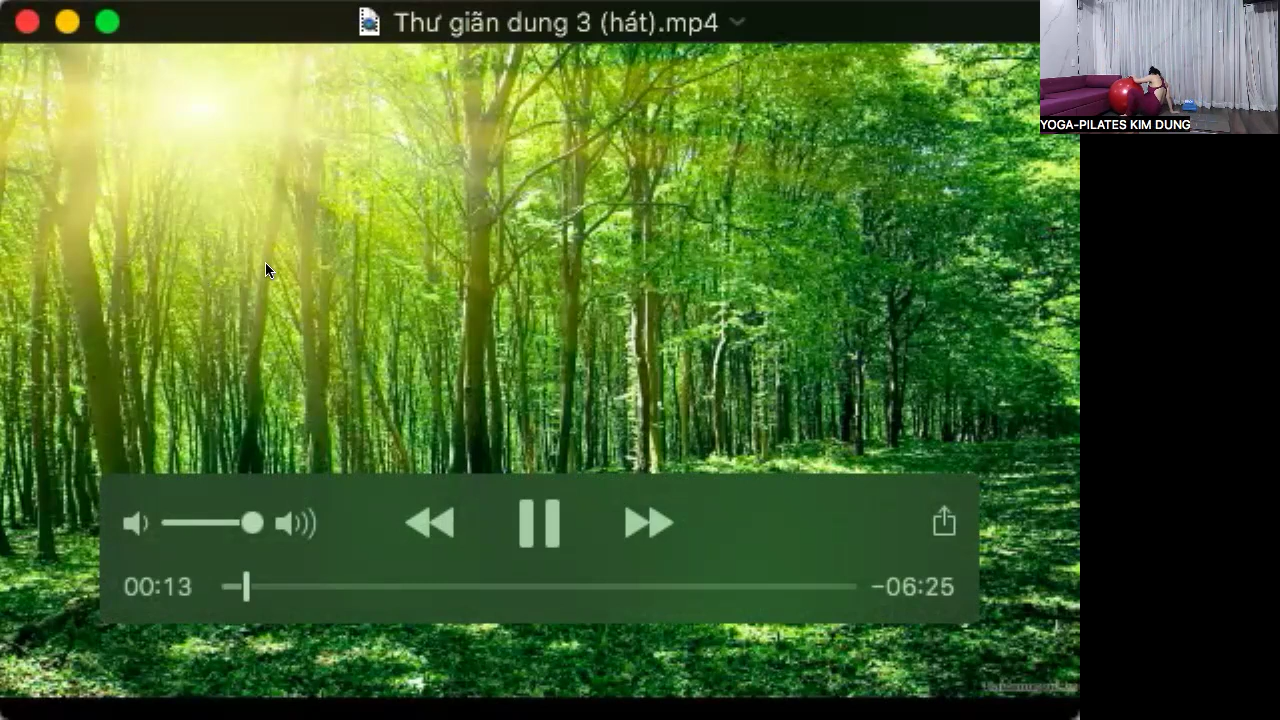 Thư giãn dung 3 (hát).mp4
YOGA-PILATES KIM DUNG
00:13
-06:25